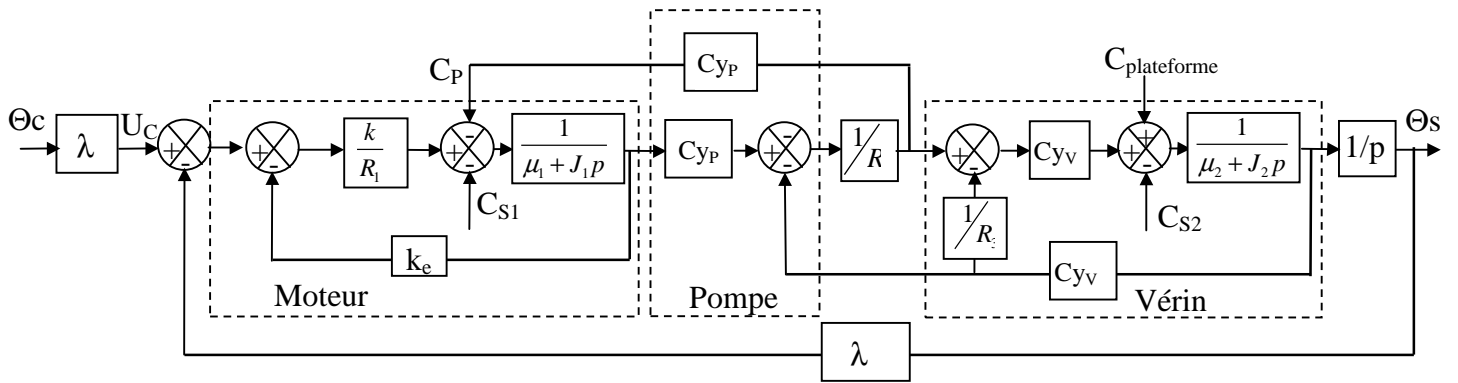 Cy_P
C_P
C_plateforme
Θc
λ
U_C
k/R_1
1/(μ_1 + J_1 p)
Cy_P
1/R
Cy_V
1/(μ_2 + J_2 p)
1/p
Θs
C_S1
k_e
1/R
Cy_V
C_S2
Moteur
Pompe
Vérin
λ